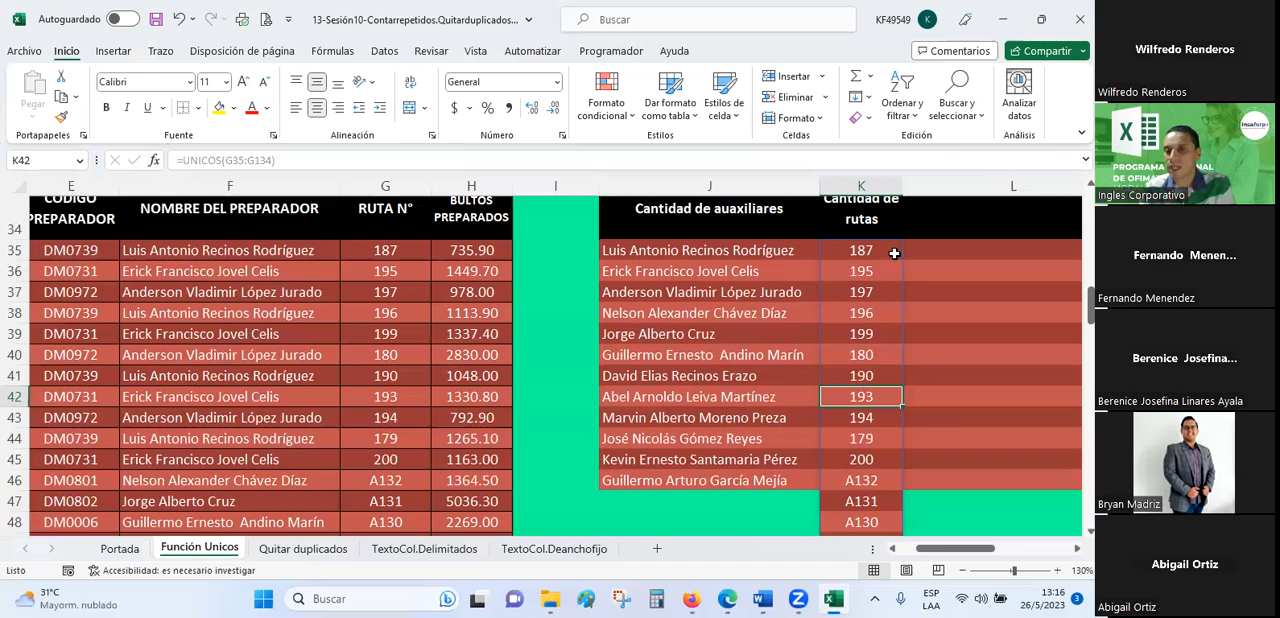 Autoguardado 13-Sesión10-Contarrepetidos.Quitarduplicados... Buscar KF49549 K
Archivo Inicio Insertar Trazo Disposición de página Fórmulas Datos Revisar Vista Automatizar Programador Ayuda Comentarios Compartir
Pegar Calibri 11 General Formato condicional Dar formato como tabla Estilos de celda Insertar Eliminar Formato Ordenar y filtrar Buscar y seleccionar Analizar datos
Portapapeles Fuente Alineación Número Estilos Celdas Edición Análisis
K42 fx =UNICOS(G35:G134)
E F G H I J K L
34 CODIGO PREPARADOR NOMBRE DEL PREPARADOR RUTA N° BULTOS PREPARADOS Cantidad de auaxiliares Cantidad de rutas
35 DM0739 Luis Antonio Recinos Rodríguez 187 735.90 Luis Antonio Recinos Rodríguez 187
36 DM0731 Erick Francisco Jovel Celis 195 1449.70 Erick Francisco Jovel Celis 195
37 DM0972 Anderson Vladimir López Jurado 197 978.00 Anderson Vladimir López Jurado 197
38 DM0739 Luis Antonio Recinos Rodríguez 196 1113.90 Nelson Alexander Chávez Díaz 196
39 DM0731 Erick Francisco Jovel Celis 199 1337.40 Jorge Alberto Cruz 199
40 DM0972 Anderson Vladimir López Jurado 180 2830.00 Guillermo Ernesto  Andino Marín 180
41 DM0739 Luis Antonio Recinos Rodríguez 190 1048.00 David Elias Recinos Erazo 190
42 DM0731 Erick Francisco Jovel Celis 193 1330.80 Abel Arnoldo Leiva Martínez 193
43 DM0972 Anderson Vladimir López Jurado 194 792.90 Marvin Alberto Moreno Preza 194
44 DM0739 Luis Antonio Recinos Rodríguez 179 1265.10 José Nicolás Gómez Reyes 179
45 DM0731 Erick Francisco Jovel Celis 200 1163.00 Kevin Ernesto Santamaria Pérez 200
46 DM0801 Nelson Alexander Chávez Díaz A132 1364.50 Guillermo Arturo García Mejía A132
47 DM0802 Jorge Alberto Cruz A131 5036.30 A131
48 DM0006 Guillermo Ernesto  Andino Marín A130 2269.00 A130
Portada Función Unicos Quitar duplicados TextoCol.Delimitados TextoCol.Deanchofijo
Listo Accesibilidad: es necesario investigar 130%
31°C
Mayorm. nublado
Buscar
ESP
LAA
13:16
26/5/2023
3
Wilfredo Renderos
Wilfredo Renderos
Insaforp
PROGRAMA
DE OFIMA
Ingles Corporativo
Fernando Menen...
Fernando Menendez
Berenice Josefina...
Berenice Josefina Linares Ayala
Bryan Madriz
Abigail Ortiz
Abigail Ortiz